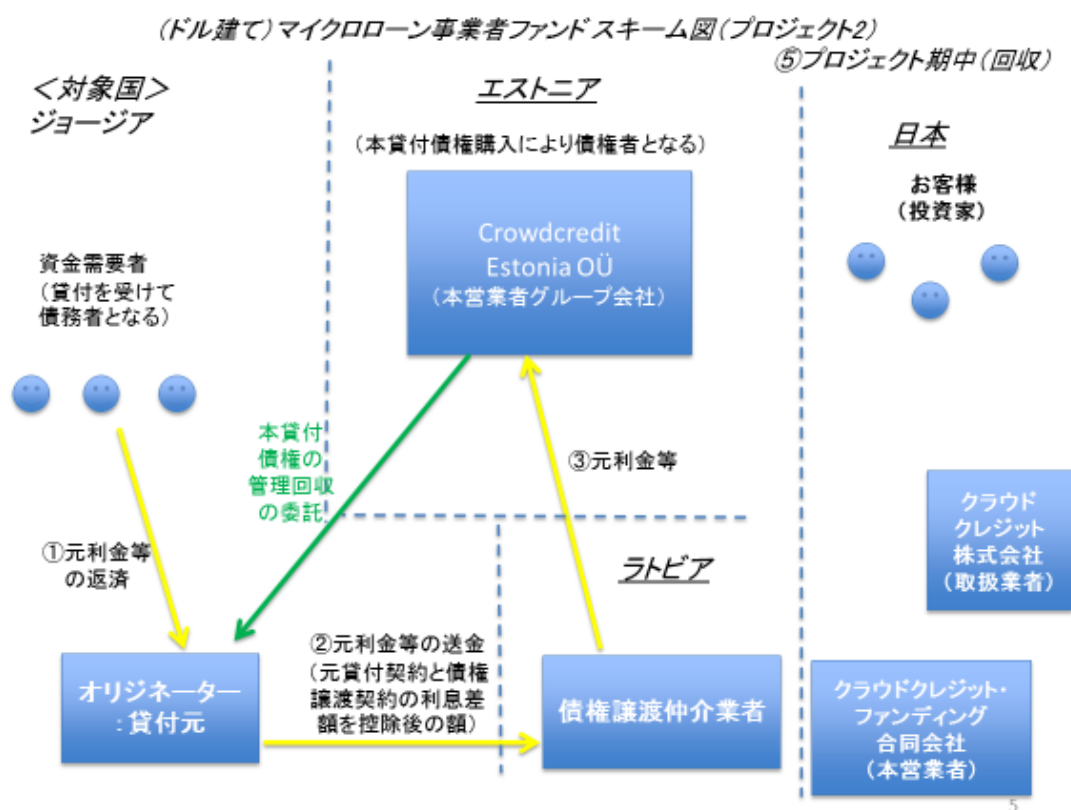 (ドル建て)マイクロローン事業者ファンドスキーム図(プロジェクト2)
⑤プロジェクト期中(回収)
＜対象国＞
ジョージア
エストニア
(本貸付債権購入により債権者となる)
Crowdcredit
Estonia OÜ
(本営業者グループ会社)
日本
お客様
(投資家)
資金需要者
(貸付を受けて
債務者となる)
本貸付
債権の
管理回収
の委託
③元利金等
①元利金等
の返済
ラトビア
クラウド
クレジット
株式会社
(取扱業者)
オリジネーター
:貸付元
②元利金等の送金
(元貸付契約と債権
譲渡契約の利息差
額を控除後の額)
債権譲渡仲介業者
クラウドクレジット・
ファンディング
合同会社
(本営業者)
5